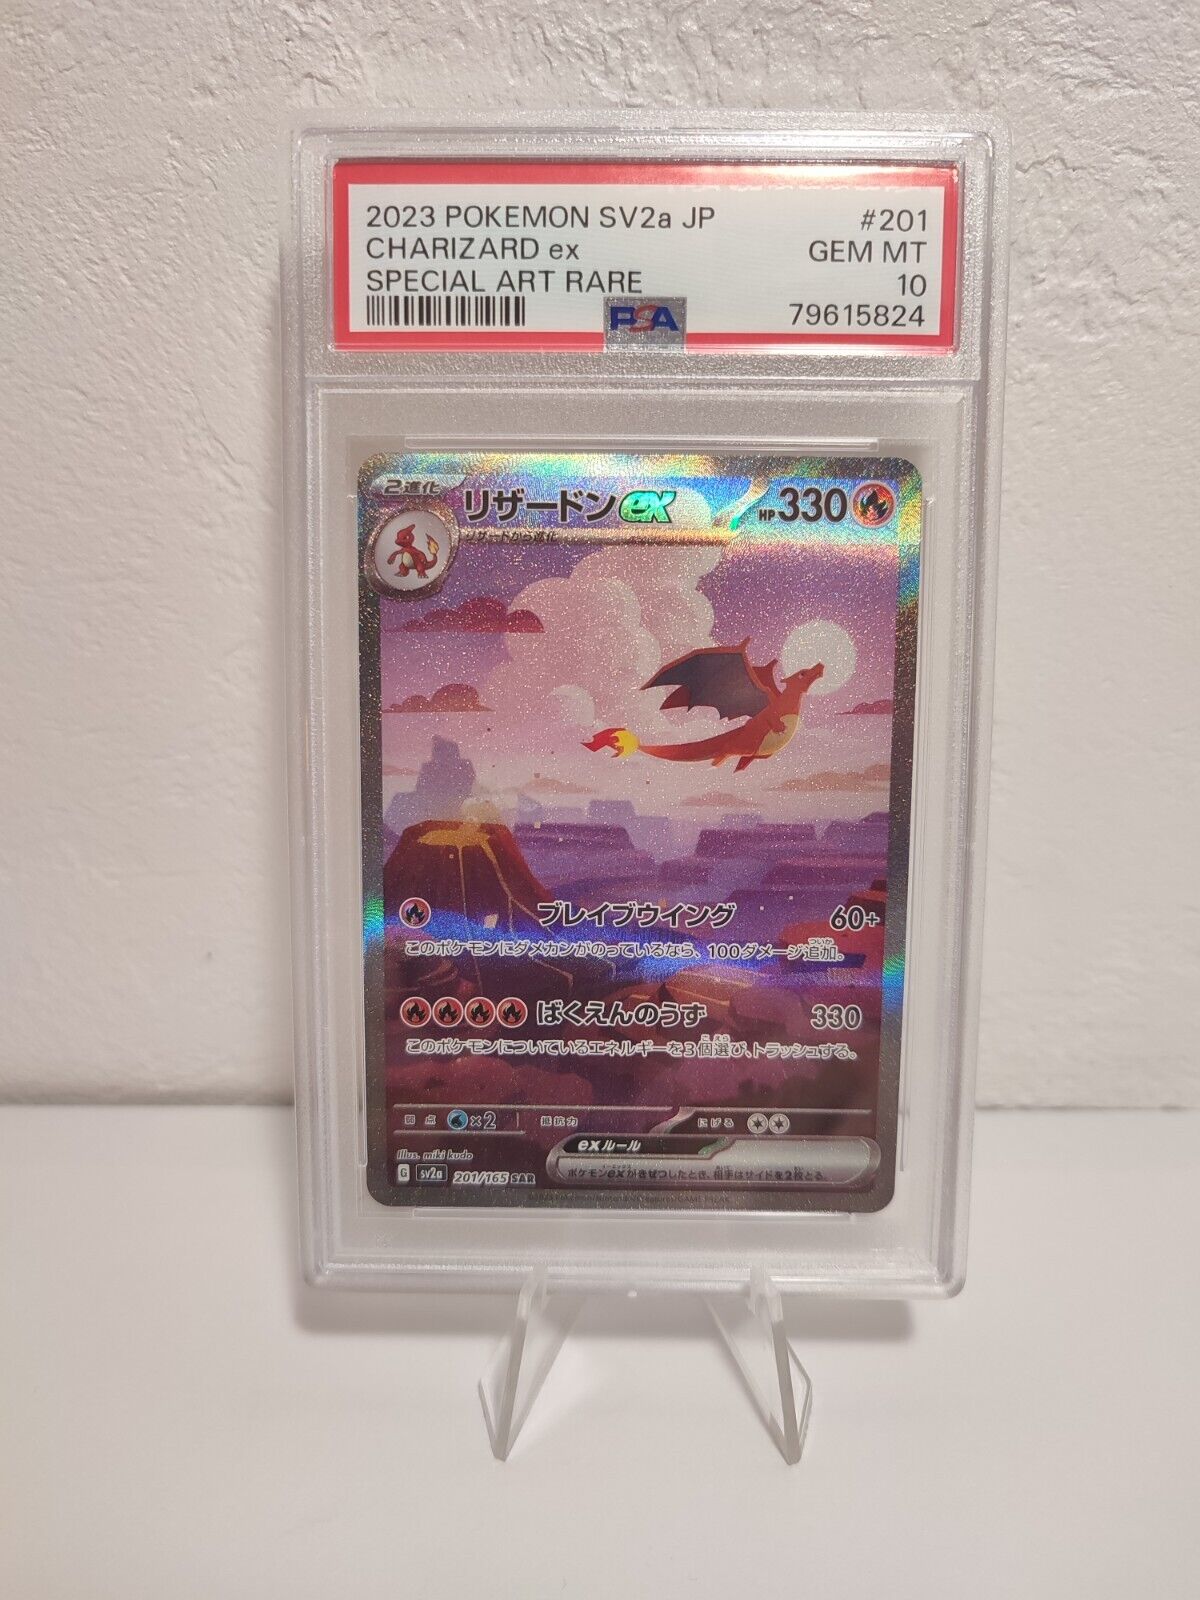 2023 POKEMON SV2a JP #201
CHARIZARD ex GEM MT
SPECIAL ART RARE 10
PSA 79615824
2進化 リザードンex HP330
リザードから進化
ブレイブウイング 60+
このポケモンにダメカンがのっているなら、100ダメージ追加。
ばくえんのうず 330
このポケモンについているエネルギーを3個選び、トラッシュする。
弱点 ×2 抵抗力 にげる
exルール
ポケモンexがきぜつしたとき、相手はサイドを2枚とる。
Illus. miki kudo
G sv2a 201/165 SAR